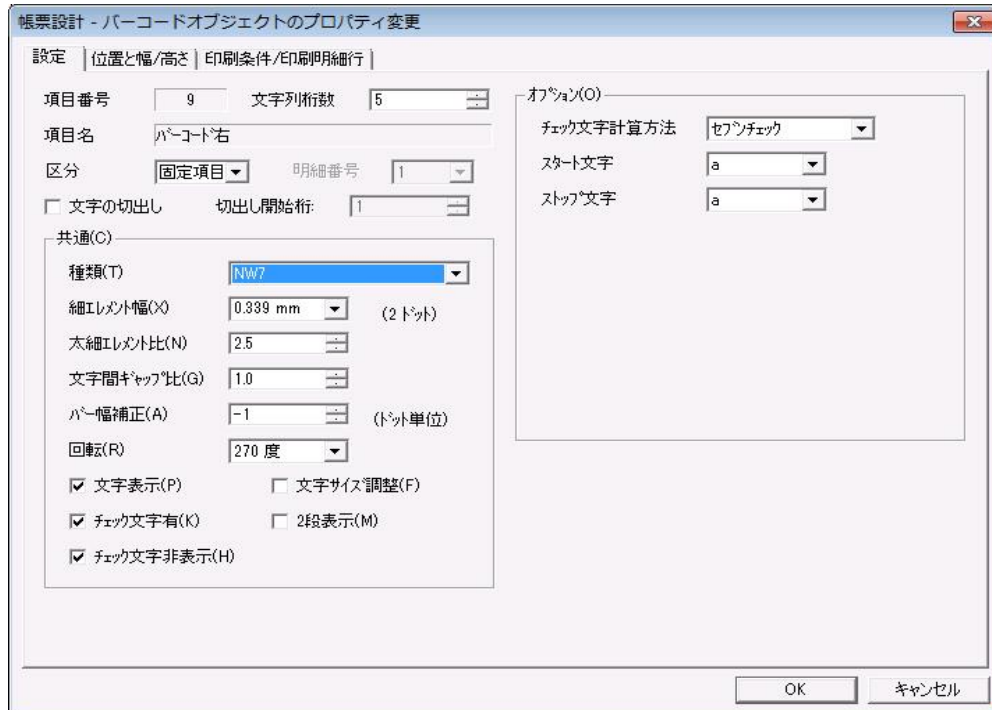 帳票設計 - バーコードオブジェクトのプロパティ変更
設定 位置と幅/高さ 印刷条件/印刷明細行
項目番号 9 文字列桁数 5
項目名 ﾊﾞｰｺｰﾄﾞ右
区分 固定項目 明細番号 1
文字の切出し 切出し開始桁: 1
共通(C)
種類(T) NW7
細ｴﾚﾒﾝﾄ幅(X) 0.339 mm (2 ﾄﾞｯﾄ)
太細ｴﾚﾒﾝﾄ比(N) 2.5
文字間ｷﾞｬｯﾌﾟ比(G) 1.0
ﾊﾞｰ幅補正(A) -1 (ﾄﾞｯﾄ単位)
回転(R) 270 度
文字表示(P) 文字ｻｲｽﾞ調整(F)
ﾁｪｯｸ文字有(K) 2段表示(M)
ﾁｪｯｸ文字非表示(H)
ｵﾌﾟｼｮﾝ(O)
ﾁｪｯｸ文字計算方法 ｾﾌﾞﾝﾁｪｯｸ
ｽﾀｰﾄ文字 a
ｽﾄｯﾌﾟ文字 a
OK キャンセル